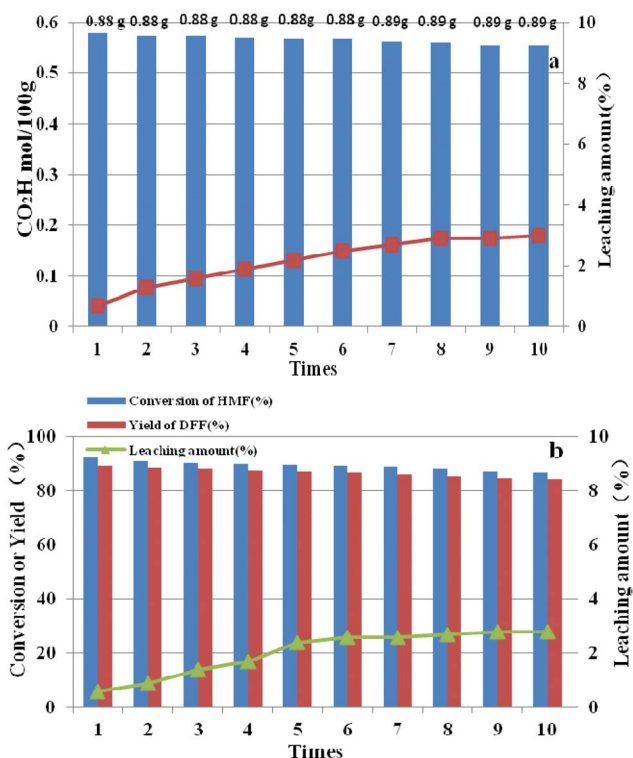 0.88 g 0.88 g 0.88 g 0.88 g 0.88 g 0.88 g 0.89g 0.89g 0.89 g 0.89 g
a
CO₂H mol/100g
0.6
0.5
0.4
0.3
0.2
0.1
0
Leaching amount(%)
10
8
6
4
2
0
1 2 3 4 5 6 7 8 9 10
Times
Conversion of HMF(%)
Yield of DFF(%)
Leaching amount(%)
b
Conversion or Yield （%）
100
80
60
40
20
0
Leaching amount（%）
10
8
6
4
2
0
1 2 3 4 5 6 7 8 9 10
Times